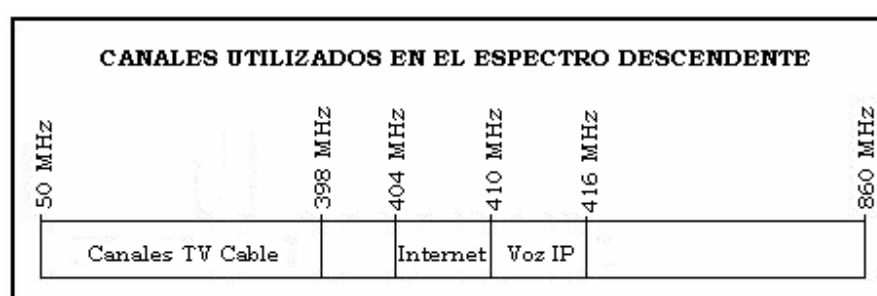 CANALES UTILIZADOS EN EL ESPECTRO DESCENDENTE
50 MHz
398 MHz
404 MHz
410 MHz
416 MHz
860 MHz
Canales TV Cable
Internet
Voz IP